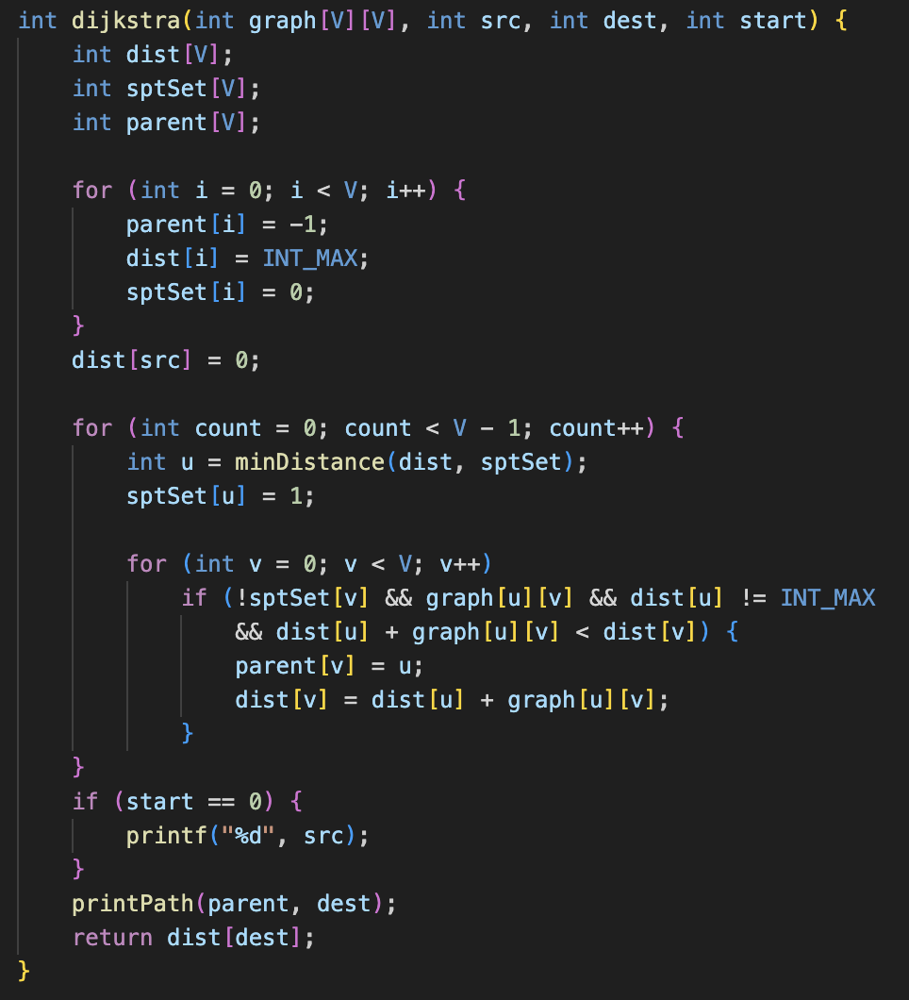 int dijkstra(int graph[V][V], int src, int dest, int start) {
    int dist[V];
    int sptSet[V];
    int parent[V];

    for (int i = 0; i < V; i++) {
        parent[i] = -1;
        dist[i] = INT_MAX;
        sptSet[i] = 0;
    }
    dist[src] = 0;

    for (int count = 0; count < V - 1; count++) {
        int u = minDistance(dist, sptSet);
        sptSet[u] = 1;

        for (int v = 0; v < V; v++)
            if (!sptSet[v] && graph[u][v] && dist[u] != INT_MAX
                && dist[u] + graph[u][v] < dist[v]) {
                parent[v] = u;
                dist[v] = dist[u] + graph[u][v];
            }
    }
    if (start == 0) {
        printf("%d", src);
    }
    printPath(parent, dest);
    return dist[dest];
}